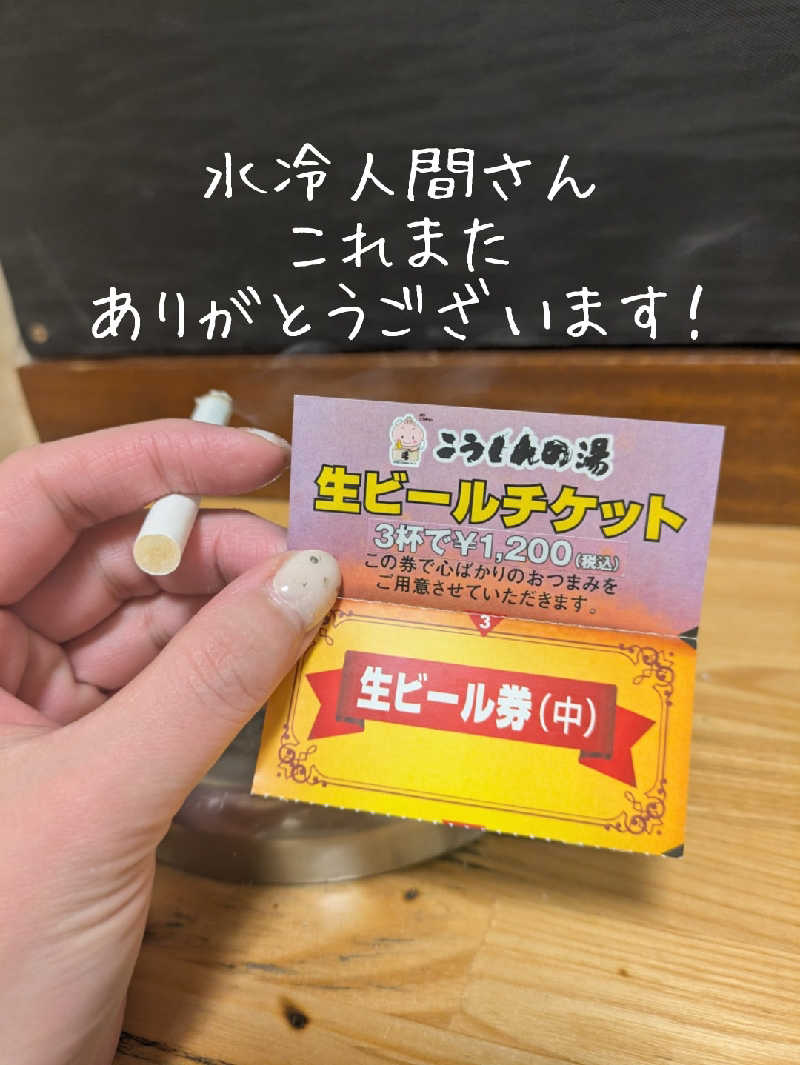 水冷人間さん
これまた
ありがとうございます!
こうしんの湯
生ビールチケット
3杯で¥1,200(税込)
この券で心ばかりのおつまみを
ご用意させていただきます。
3
生ビール券(中)